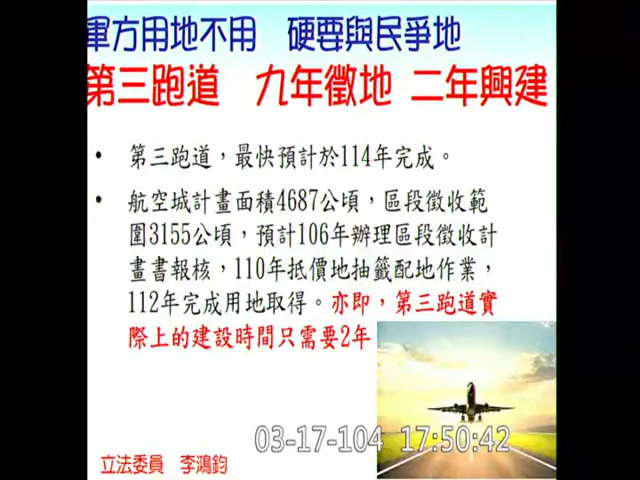 軍方用地不用 硬要與民爭地
第三跑道 九年徵地 二年興建
• 第三跑道，最快預計於114年完成。
• 航空城計畫面積4687公頃，區段徵收範
圍3155公頃，預計106年辦理區段徵收計
畫書報核，110年抵價地抽籤配地作業，
112年完成用地取得。亦即，第三跑道實
際上的建設時間只需要2年
03-17-104 17:50:42
立法委員 李鴻鈞